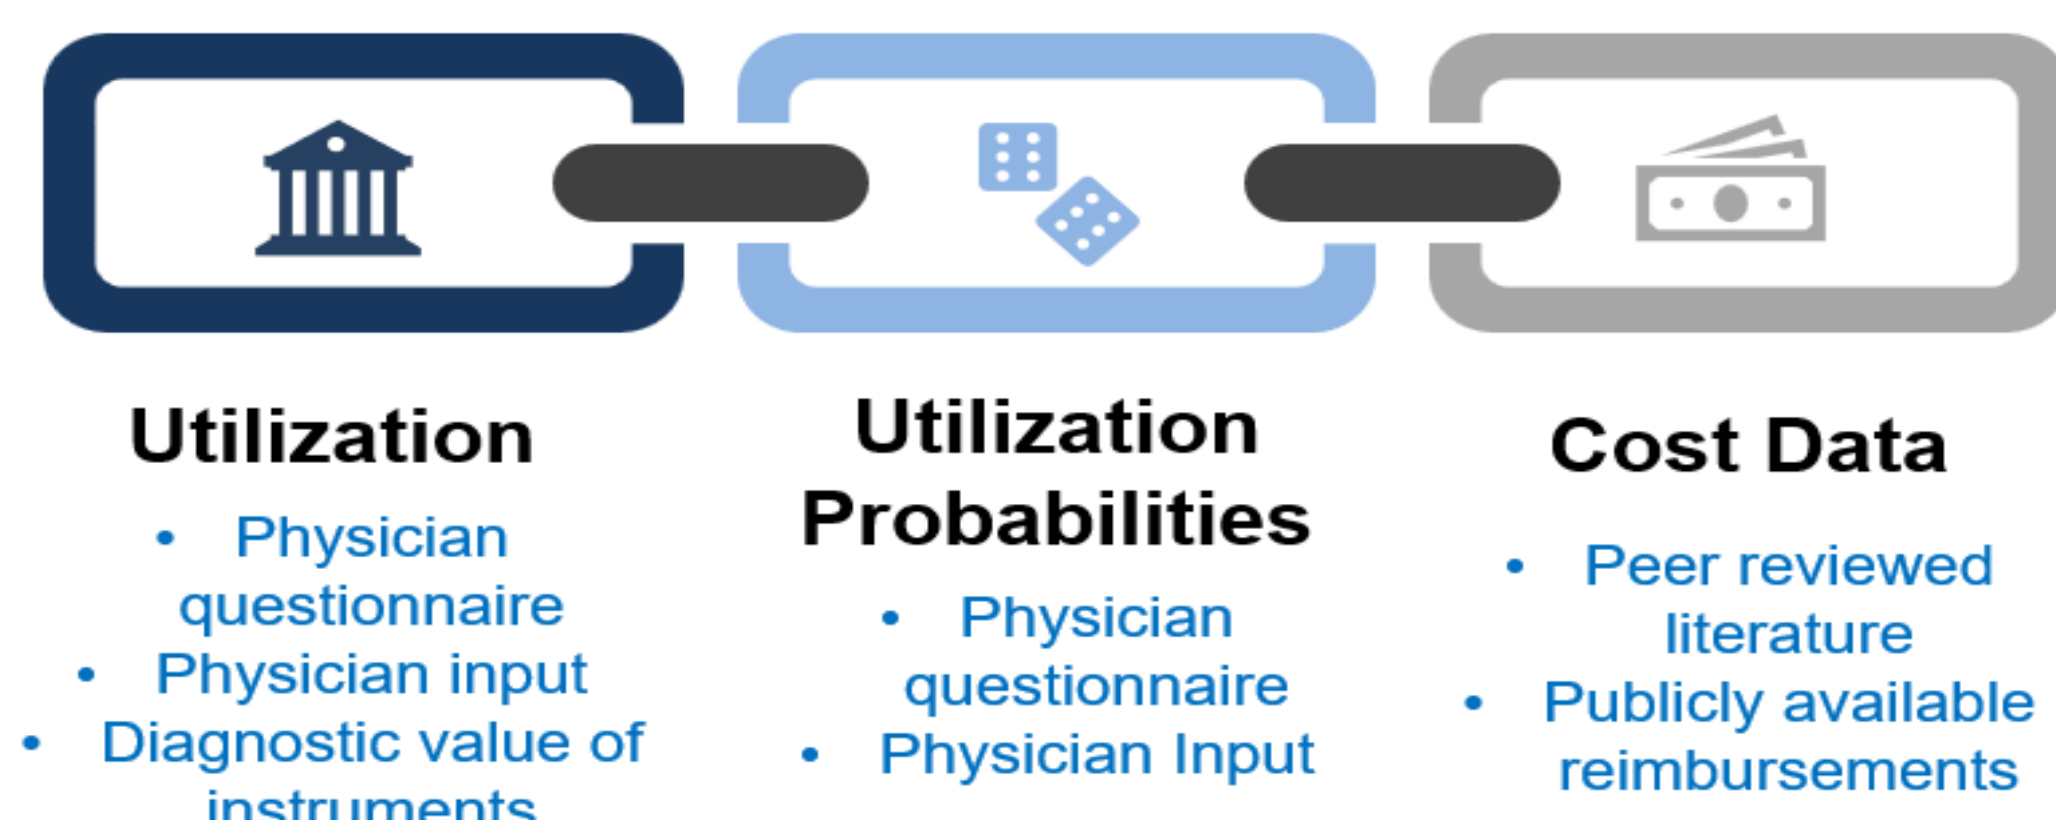 Utilization
• Physician
questionnaire
• Physician input
• Diagnostic value of
instruments
Utilization
Probabilities
• Physician
questionnaire
• Physician Input
Cost Data
• Peer reviewed
literature
• Publicly available
reimbursements